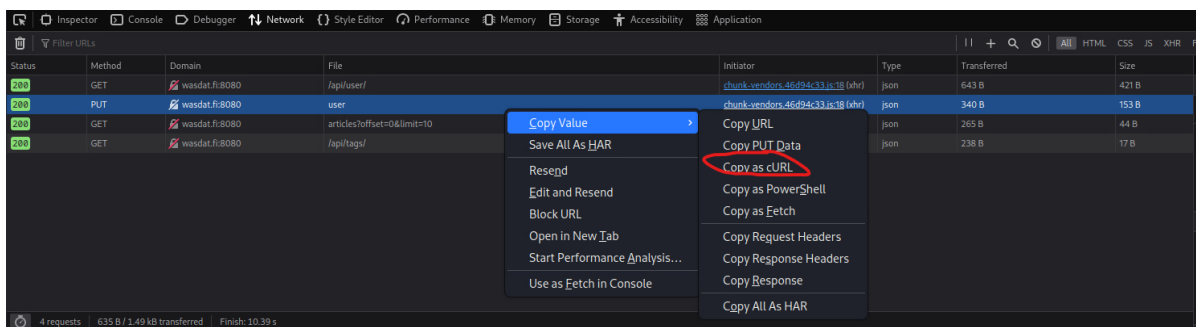 Inspector Console Debugger Network Style Editor Performance Memory Storage Accessibility Application
Filter URLs All HTML CSS JS XHR
Status Method Domain File Initiator Type Transferred Size
200 GET wasdat.fi:8080 /api/user/ chunk-vendors.46d94c33.js:18 (xhr) json 643 B 421 B
200 PUT wasdat.fi:8080 user chunk-vendors.46d94c33.js:18 (xhr) json 340 B 153 B
200 GET wasdat.fi:8080 articles?offset=0&limit=10 json 265 B 44 B
200 GET wasdat.fi:8080 /api/tags/ json 238 B 17 B
Copy Value
Save All As HAR
Resend
Edit and Resend
Block URL
Open in New Tab
Start Performance Analysis...
Use as Fetch in Console
Copy URL
Copy PUT Data
Copy as cURL
Copy as PowerShell
Copy as Fetch
Copy Request Headers
Copy Response Headers
Copy Response
Copy All As HAR
4 requests 635 B / 1.49 kB transferred Finish: 10.39 s